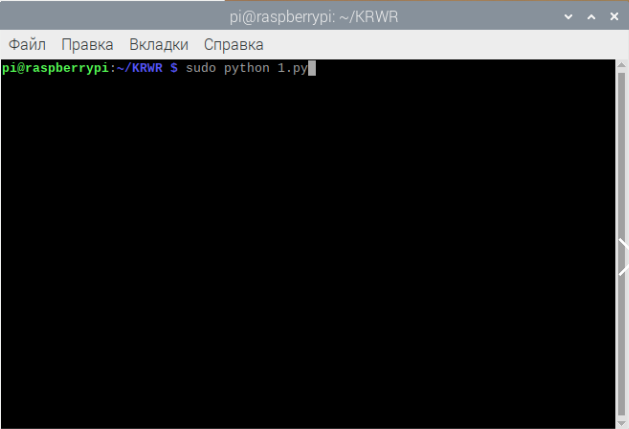 pi@raspberrypi: ~/KRWR
Файл Правка Вкладки Справка
pi@raspberrypi:~/KRWR $ sudo python 1.py